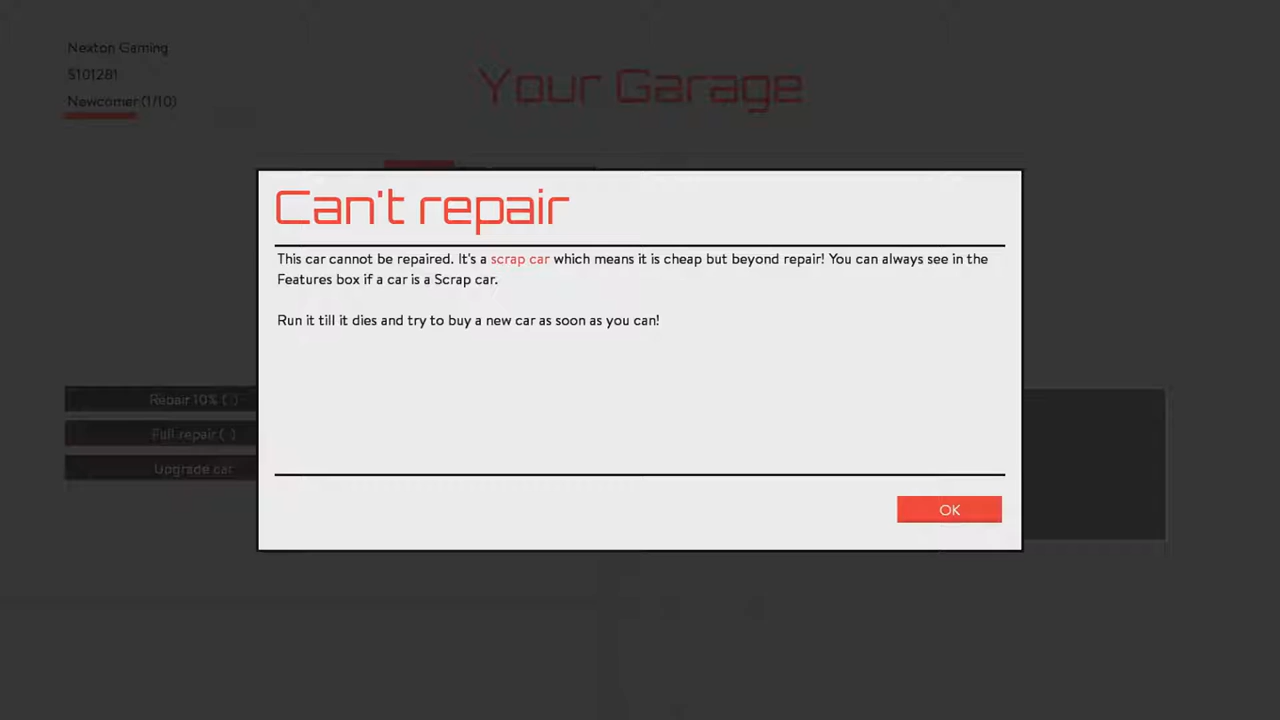 Nexton Gaming
$101281
Newcomer (1/10)
Your Garage
Can't repair
This car cannot be repaired. It's a scrap car which means it is cheap but beyond repair! You can always see in the
Features box if a car is a Scrap car.
Run it till it dies and try to buy a new car as soon as you can!
Repair 10% ( )
Full repair ( )
Upgrade car
OK